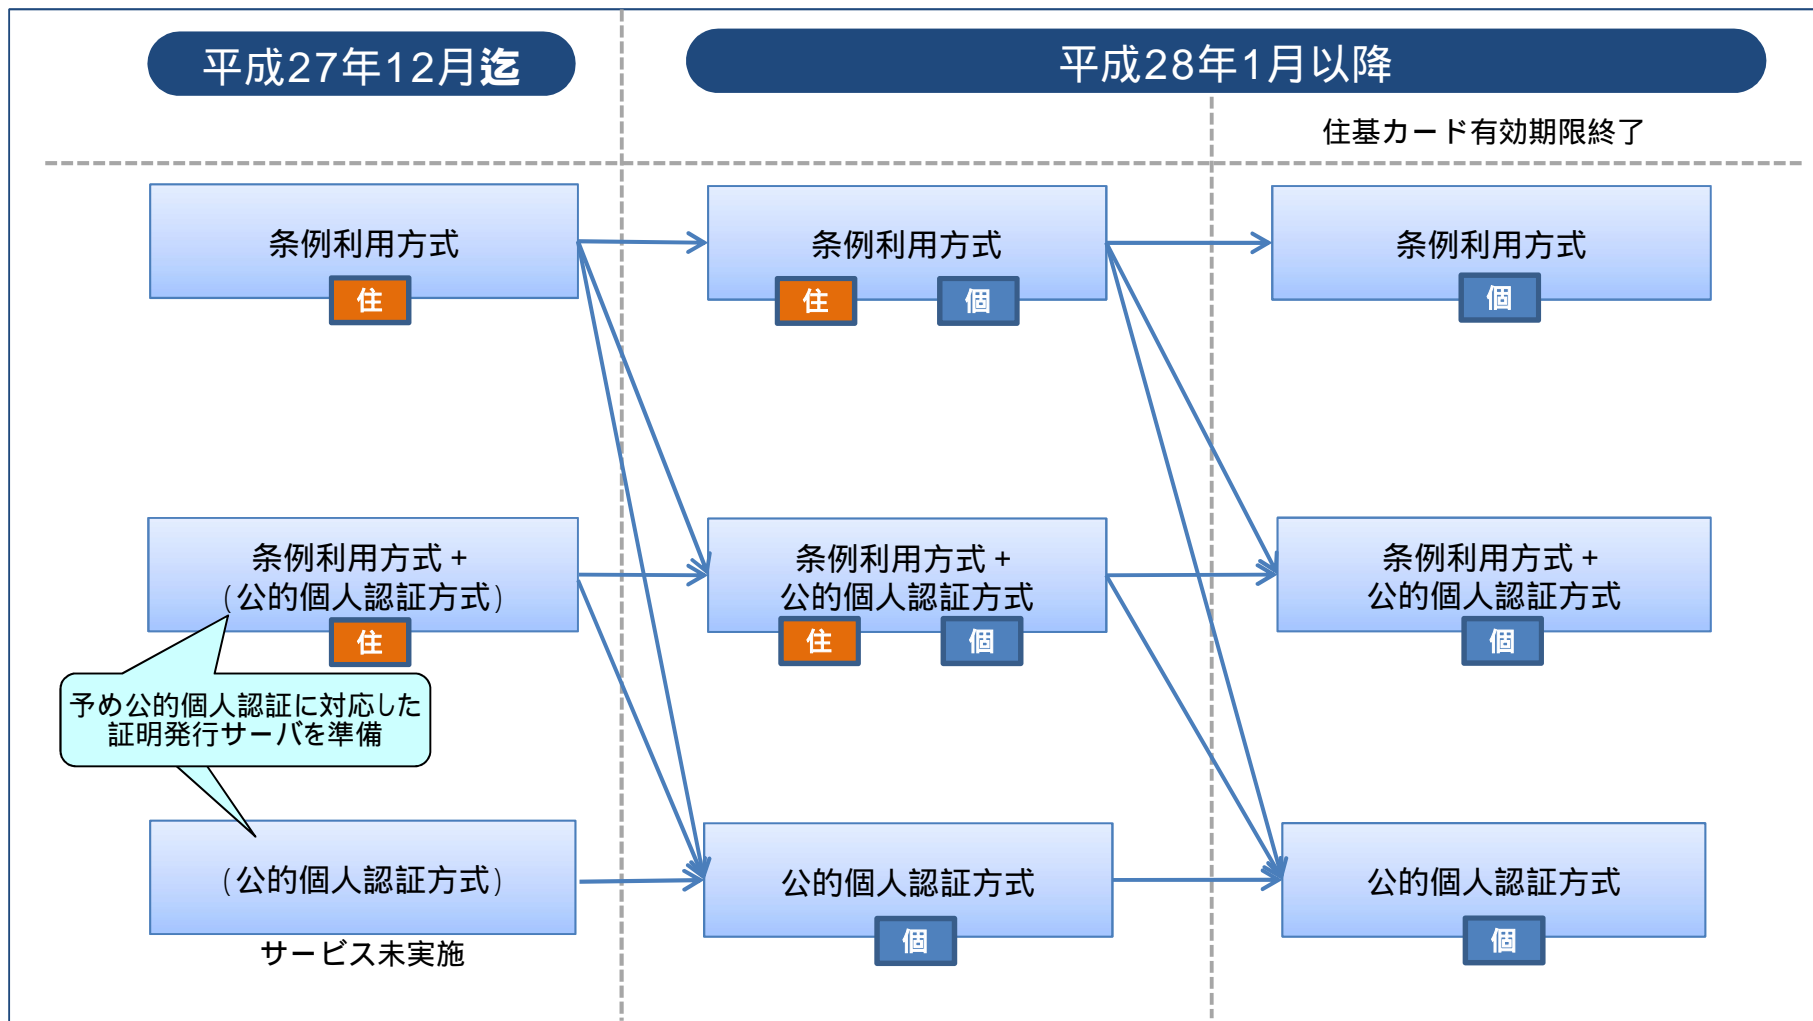 平成27年12月迄
平成28年1月以降
住基カード有効期限終了
条例利用方式
住
条例利用方式
住
個
条例利用方式
個
条例利用方式+
(公的個人認証方式)
住
条例利用方式+
公的個人認証方式
住
個
条例利用方式+
公的個人認証方式
個
予め公的個人認証に対応した
証明発行サーバを準備
(公的個人認証方式)
サービス未実施
公的個人認証方式
個
公的個人認証方式
個